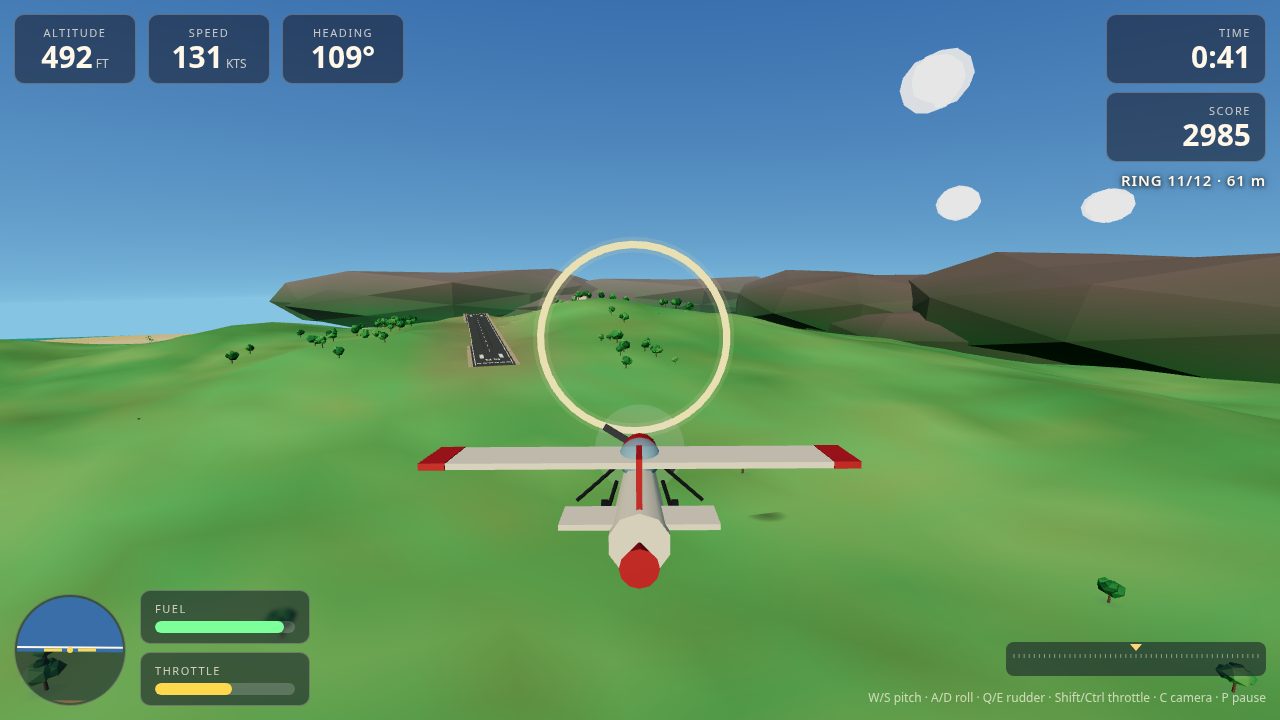 ALTITUDE
492 FT
SPEED
131 KTS
HEADING
109°
TIME
0:41
SCORE
2985
RING 11/12 · 61 m
FUEL
THROTTLE
W/S pitch · A/D roll · Q/E rudder · Shift/Ctrl throttle · C camera · P pause